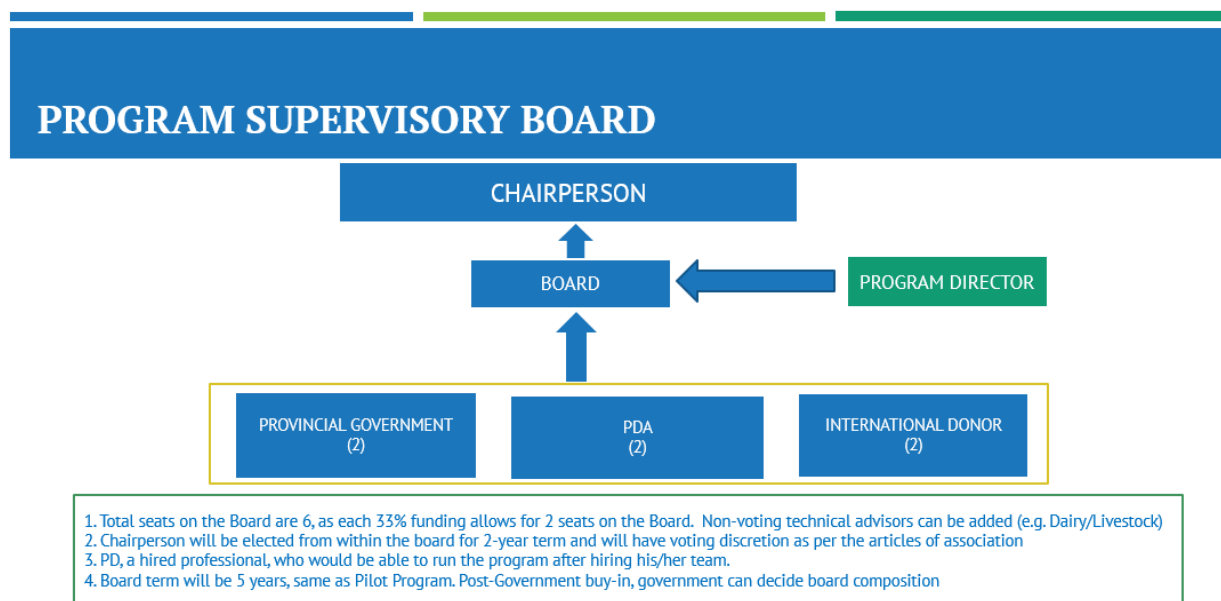 PROGRAM SUPERVISORY BOARD
CHAIRPERSON
BOARD
PROGRAM DIRECTOR
PROVINCIAL GOVERNMENT
(2)
PDA
(2)
INTERNATIONAL DONOR
(2)
1. Total seats on the Board are 6, as each 33% funding allows for 2 seats on the Board. Non-voting technical advisors can be added (e.g. Dairy/Livestock)
2. Chairperson will be elected from within the board for 2-year term and will have voting discretion as per the articles of association
3. PD, a hired professional, who would be able to run the program after hiring his/her team.
4. Board term will be 5 years, same as Pilot Program. Post-Government buy-in, government can decide board composition